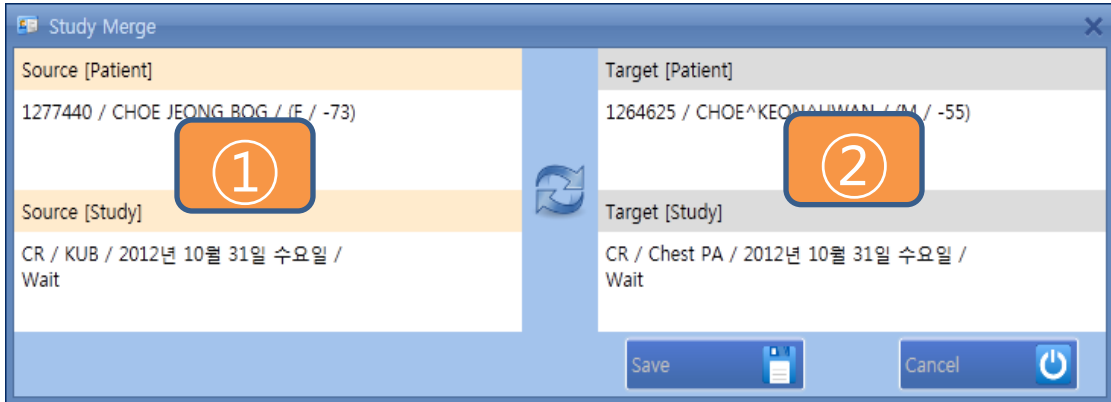 Study Merge
Source [Patient]
1277440 / CHOE JEONG BOG / (F / -73)
①
Source [Study]
CR / KUB / 2012년 10월 31일 수요일 /
Wait
Target [Patient]
1264625 / CHOE^KEON^HWAN / (M / -55)
②
Target [Study]
CR / Chest PA / 2012년 10월 31일 수요일 /
Wait
Save
Cancel